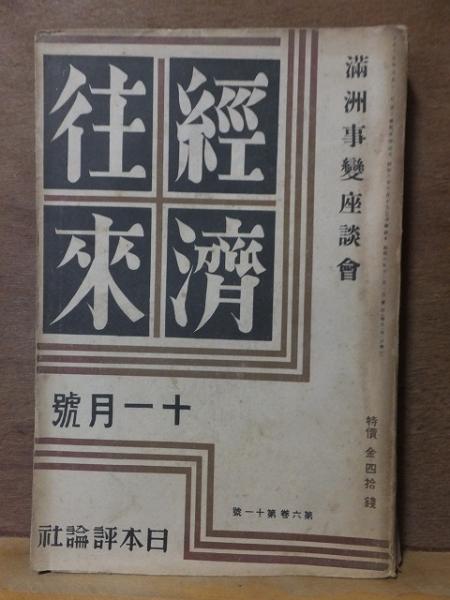 經濟
往來
滿洲事變座談會
十一月號
特價 金四拾錢
第六卷第十一號
日本評論社